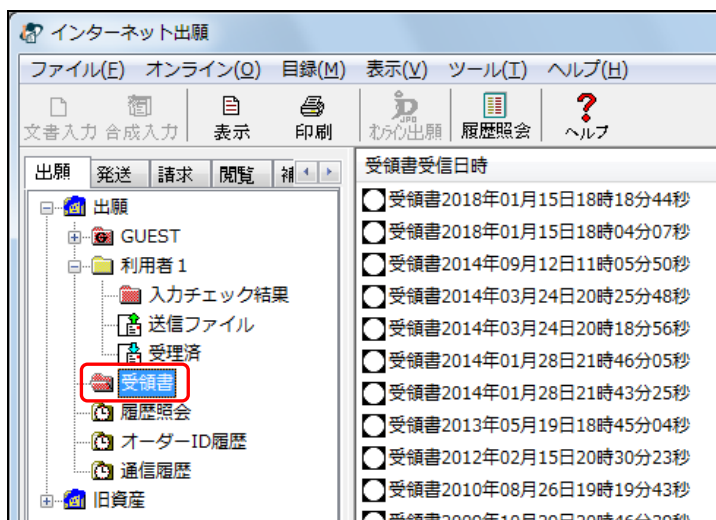 インターネット出願
ファイル(F) オンライン(O) 目録(M) 表示(V) ツール(T) ヘルプ(H)
文書入力 合成入力 表示 印刷 わらじ出願 履歴照会 ヘルプ
出願 発送 請求 閲覧
出願
GUEST
利用者1
入力チェック結果
送信ファイル
受理済
受領書
履歴照会
オーダーID履歴
通信履歴
旧資産
受領書受信日時
受領書2018年01月15日18時18分44秒
受領書2018年01月15日18時04分07秒
受領書2014年09月12日11時05分50秒
受領書2014年03月24日20時25分48秒
受領書2014年03月24日20時18分56秒
受領書2014年01月28日21時46分05秒
受領書2014年01月28日21時43分25秒
受領書2013年05月19日18時45分04秒
受領書2012年02月15日20時30分23秒
受領書2010年08月26日19時19分43秒